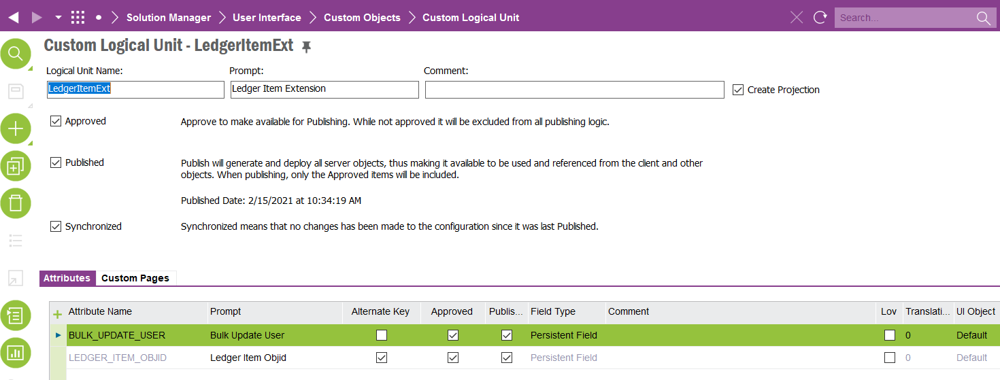 Solution Manager User Interface Custom Objects Custom Logical Unit Search...
Custom Logical Unit - LedgerItemExt
Logical Unit Name: Prompt: Comment:
LedgerItemExt Ledger Item Extension Create Projection
Approved Approve to make available for Publishing. While not approved it will be excluded from all publishing logic.
Published Publish will generate and deploy all server objects, thus making it available to be used and referenced from the client and other
objects. When publishing, only the Approved items will be included.
Published Date: 2/15/2021 at 10:34:19 AM
Synchronized Synchronized means that no changes has been made to the configuration since it was last Published.
Attributes Custom Pages
Attribute Name Prompt Alternate Key Approved Publis... Field Type Comment Lov Translati... UI Object
BULK_UPDATE_USER Bulk Update User Persistent Field 0 Default
LEDGER_ITEM_OBJID Ledger Item Objid Persistent Field 0 Default